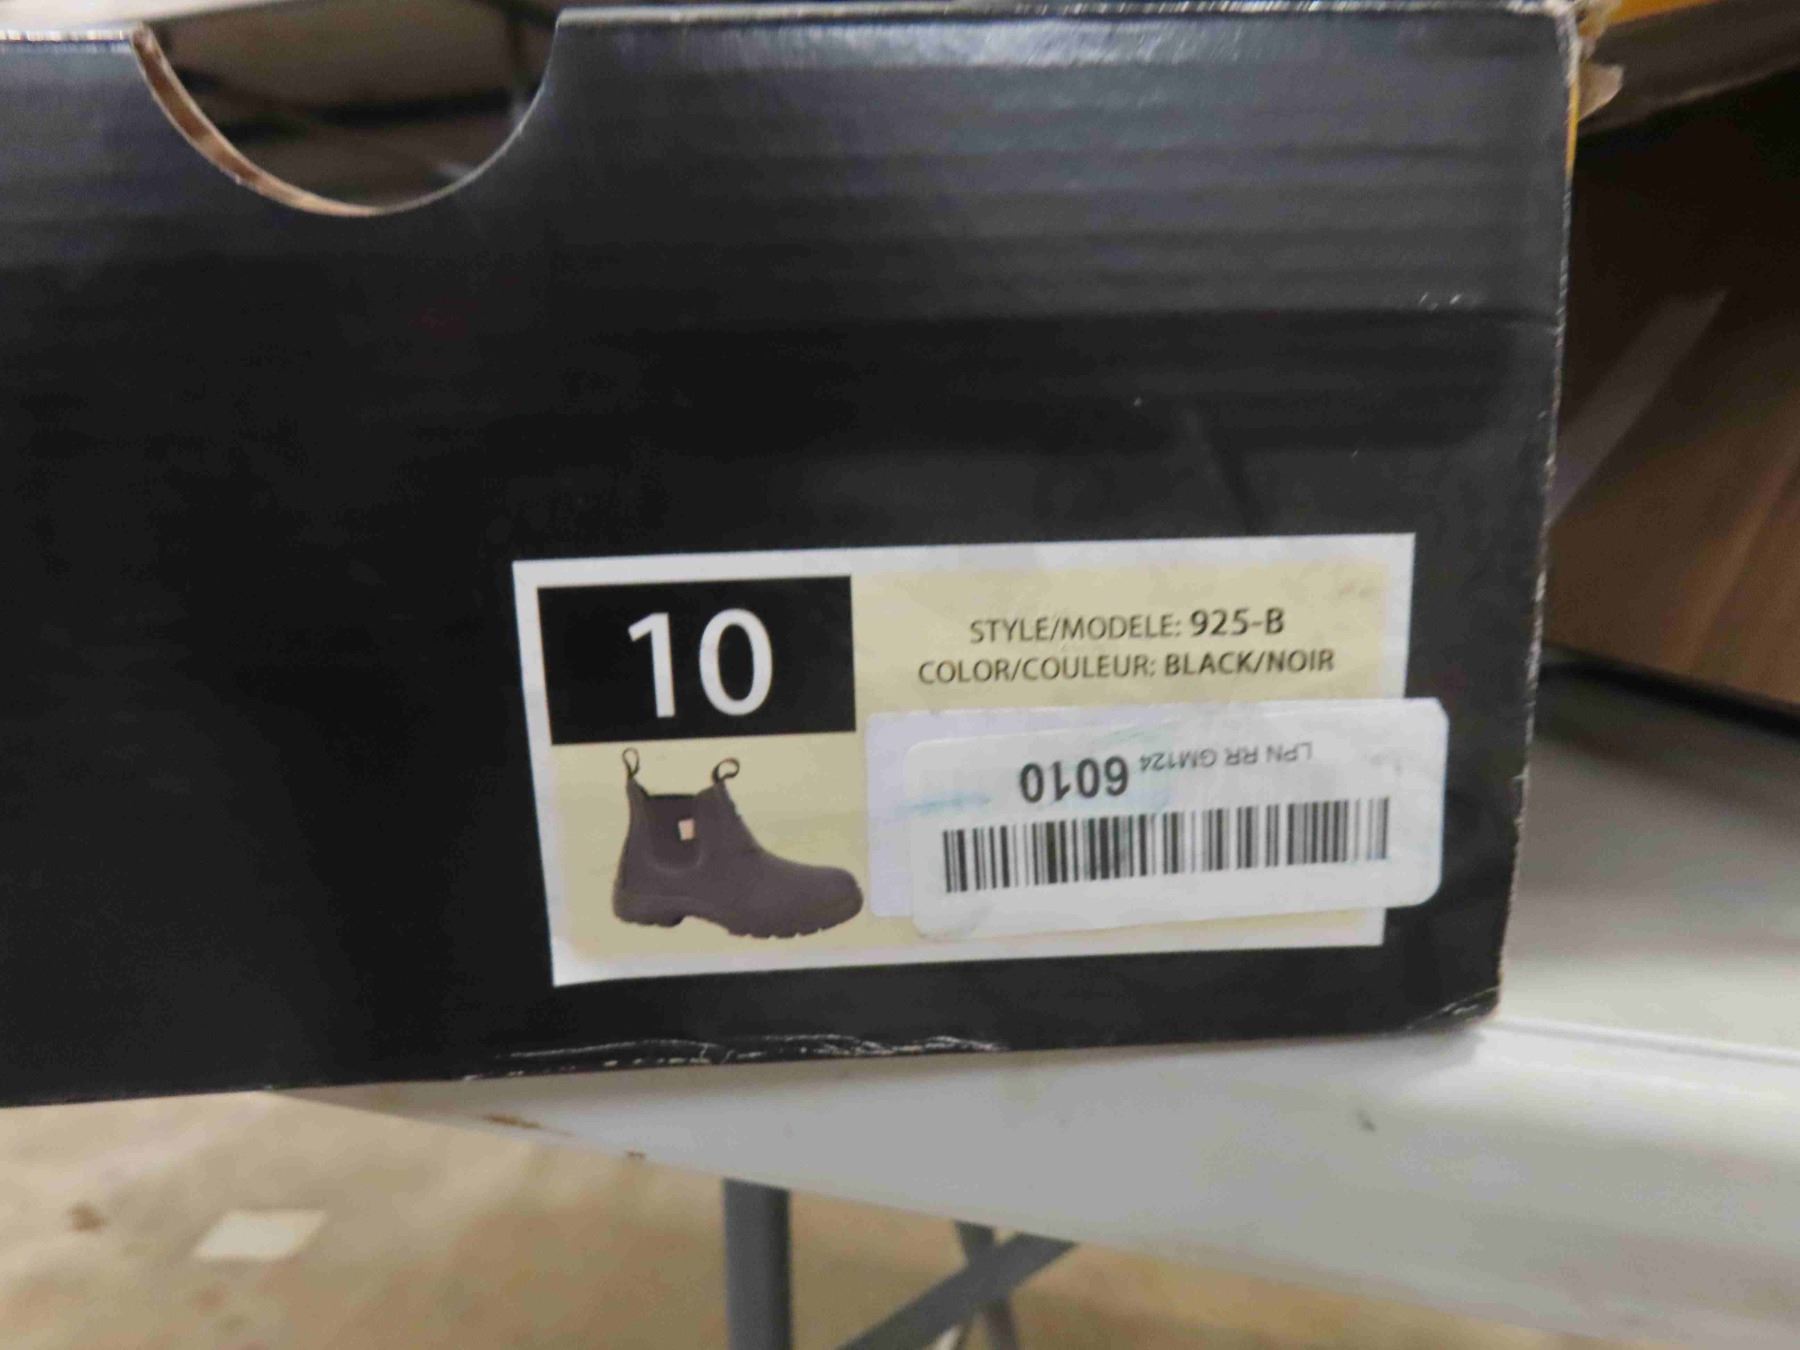 10
STYLE/MODELE: 925-B
COLOR/COULEUR: BLACK/NOIR
LPN RR GM124 6010